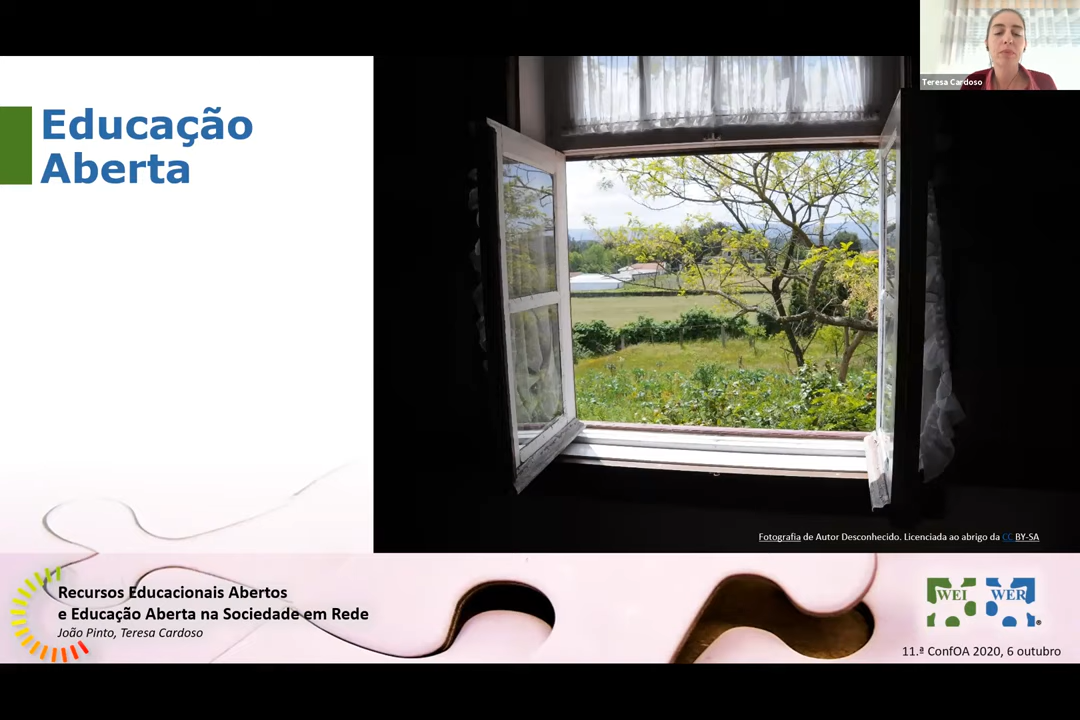 Teresa Cardoso
Educação
Aberta
Fotografia de Autor Desconhecido. Licenciada ao abrigo da CC BY-SA
Recursos Educacionais Abertos
e Educação Aberta na Sociedade em Rede
João Pinto, Teresa Cardoso
WEI WER®
11.ª ConfOA 2020, 6 outubro